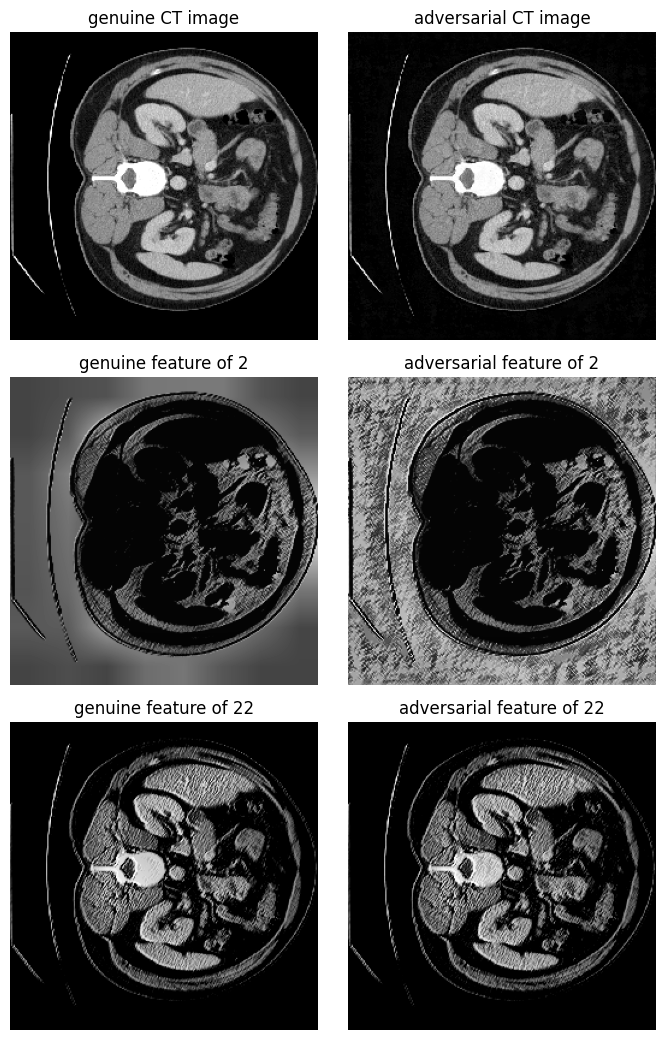 genuine CT image
adversarial CT image
genuine feature of 2
adversarial feature of 2
genuine feature of 22
adversarial feature of 22